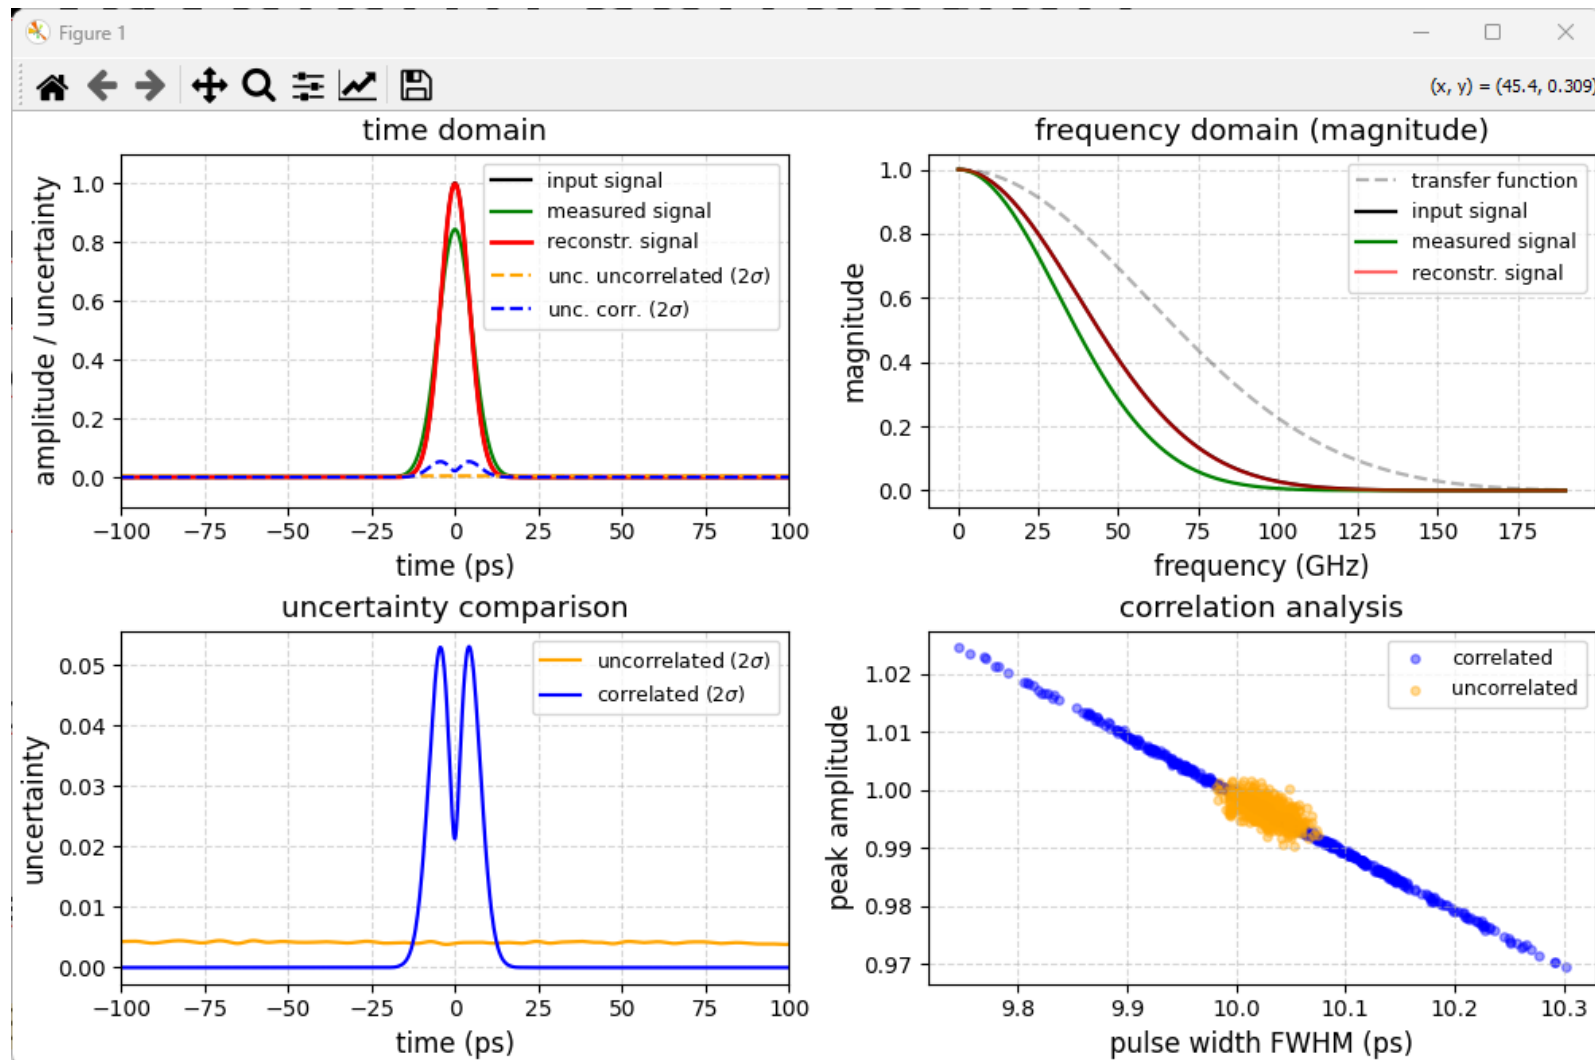 Figure 1
(x, y) = (45.4, 0.309)
time domain
amplitude / uncertainty
1.0
0.8
0.6
0.4
0.2
0.0
input signal
measured signal
reconstr. signal
unc. uncorrelated (2σ)
unc. corr. (2σ)
−100 −75 −50 −25 0 25 50 75 100
time (ps)
frequency domain (magnitude)
magnitude
1.0
0.8
0.6
0.4
0.2
0.0
transfer function
input signal
measured signal
reconstr. signal
0 25 50 75 100 125 150 175
frequency (GHz)
uncertainty comparison
uncertainty
0.05
0.04
0.03
0.02
0.01
0.00
uncorrelated (2σ)
correlated (2σ)
−100 −75 −50 −25 0 25 50 75 100
time (ps)
correlation analysis
peak amplitude
1.02
1.01
1.00
0.99
0.98
0.97
correlated
uncorrelated
9.8 9.9 10.0 10.1 10.2 10.3
pulse width FWHM (ps)